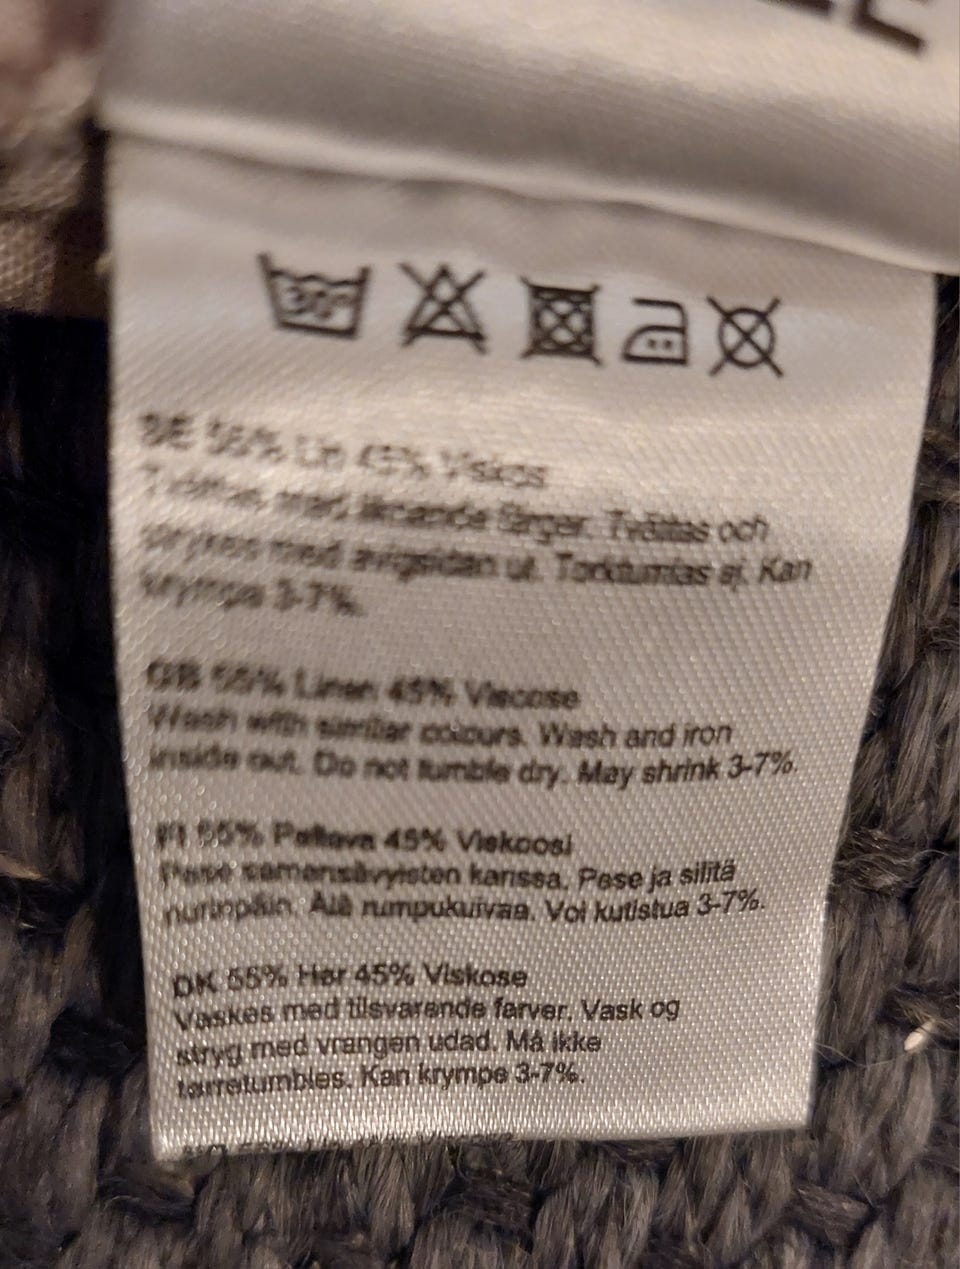 30°
SE 55% Lin 45% Viskos
Tvättas med liknande färger. Tvättas och
strykes med avigsidan ut. Torktumlas ej. Kan
krympa 3-7%.
GB 55% Linen 45% Viscose
Wash with similar colours. Wash and iron
inside out. Do not tumble dry. May shrink 3-7%.
FI 55% Pellava 45% Viskoosi
Pese samansävyisten kanssa. Pese ja silitä
nurinpäin. Älä rumpukuivaa. Voi kutistua 3-7%.
DK 55% Hør 45% Viskose
Vaskes med tilsvarende farver. Vask og
stryg med vrangen udad. Må ikke
tørretumbles. Kan krympe 3-7%.